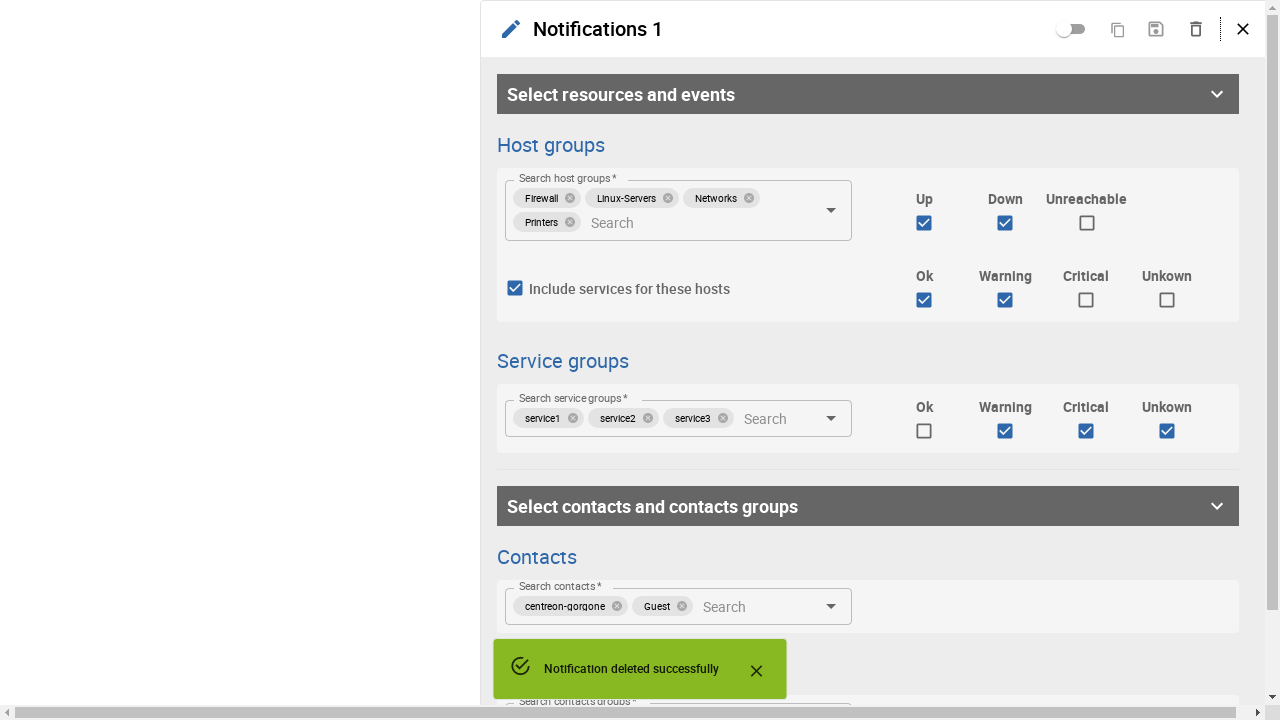 Notifications 1
Select resources and events
Host groups
Search host groups *
Firewall Linux-Servers Networks
Printers Search
Up Down Unreachable
Include services for these hosts
Ok Warning Critical Unkown
Service groups
Search service groups *
service1 service2 service3 Search
Ok Warning Critical Unkown
Select contacts and contacts groups
Contacts
Search contacts *
centreon-gorgone Guest Search
Notification deleted successfully
Search contacts groups *